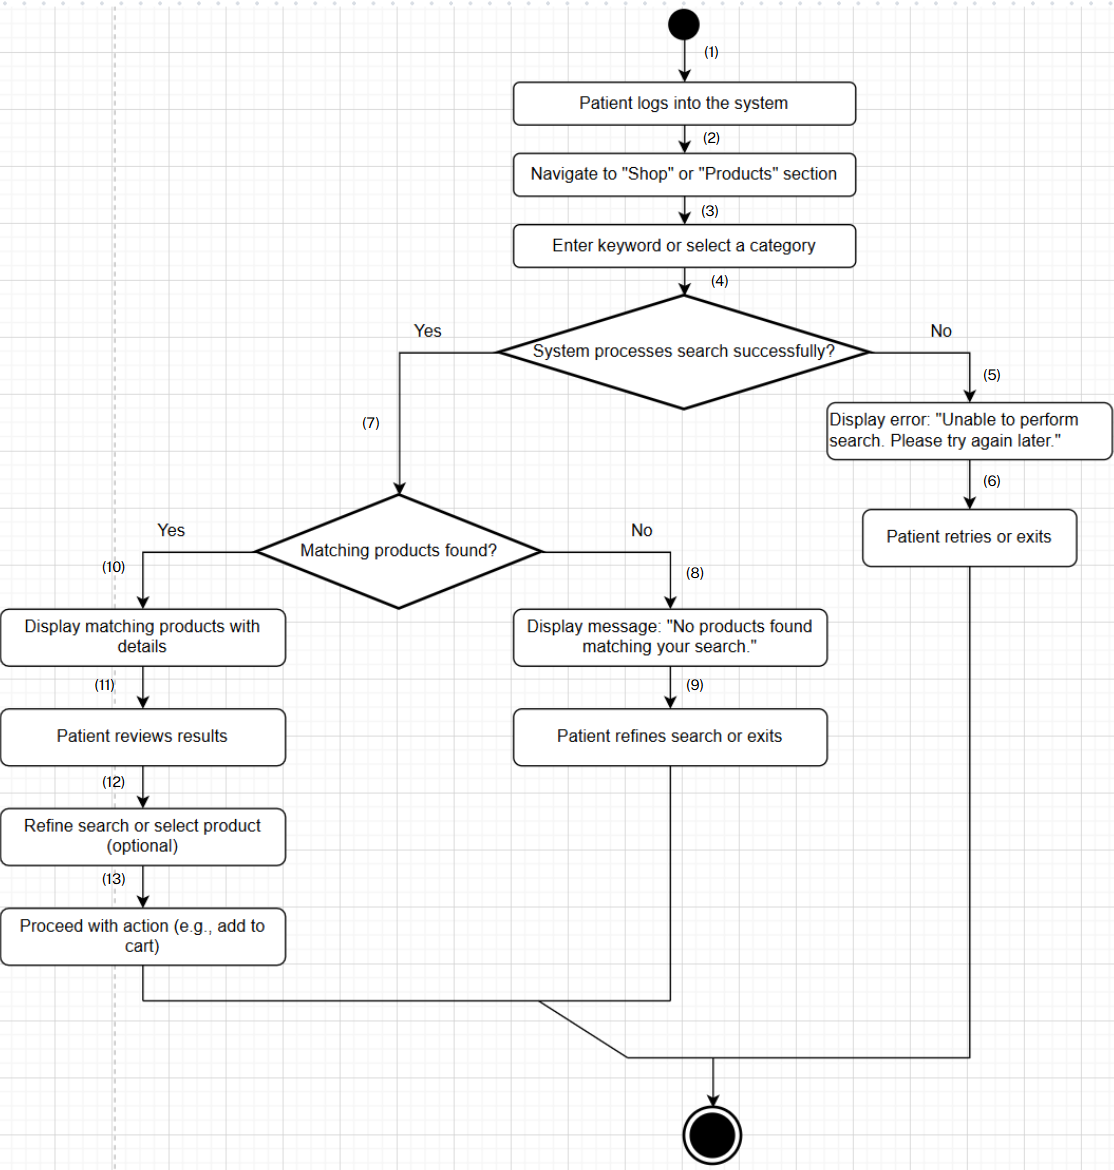 (1)
Patient logs into the system
(2)
Navigate to "Shop" or "Products" section
(3)
Enter keyword or select a category
(4)
Yes
No
System processes search successfully?
(5)
(7)
Display error: "Unable to perform
search. Please try again later."
(6)
Yes
No
Patient retries or exits
Matching products found?
(10)
(8)
Display matching products with
details
Display message: "No products found
matching your search."
(11)
(9)
Patient reviews results
Patient refines search or exits
(12)
Refine search or select product
(optional)
(13)
Proceed with action (e.g., add to
cart)